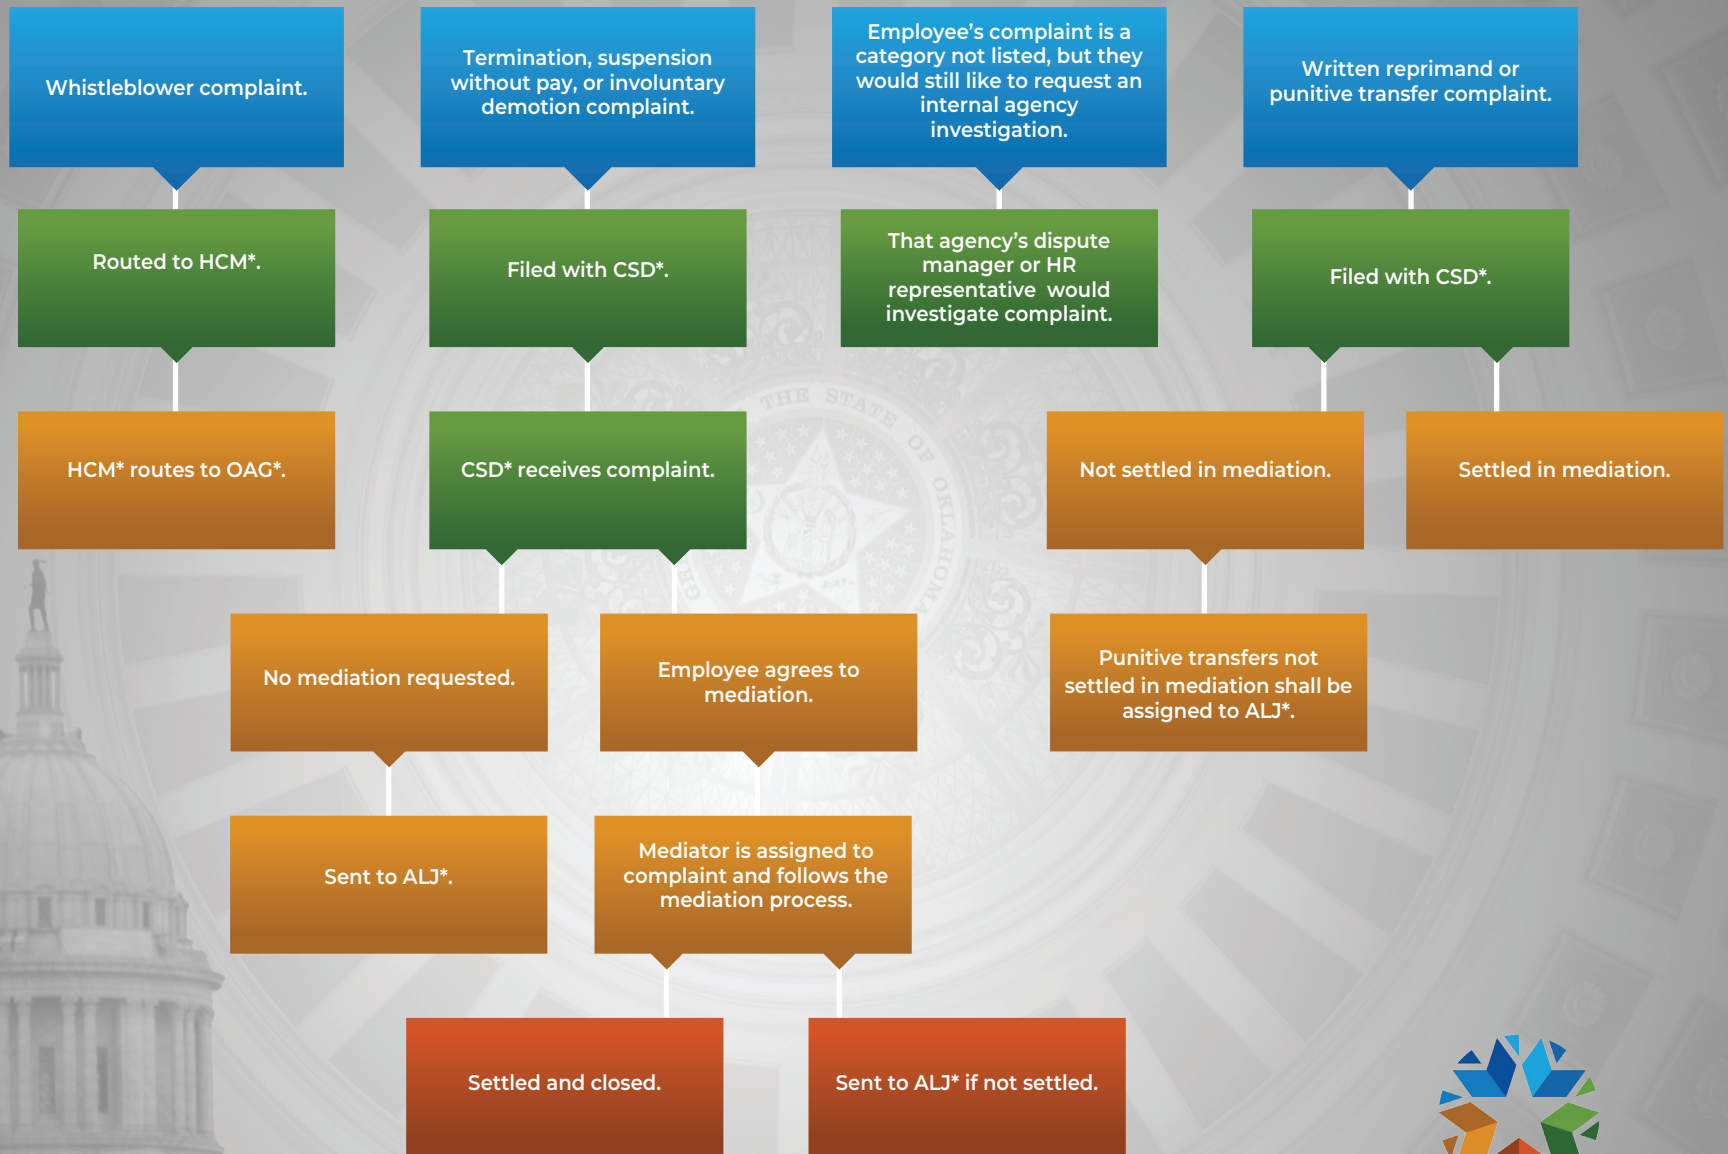 Whistleblower complaint.
Termination, suspension
without pay, or involuntary
demotion complaint.
Employee’s complaint is a
category not listed, but they
would still like to request an
internal agency
investigation.
Written reprimand or
punitive transfer complaint.
Routed to HCM*.
Filed with CSD*.
That agency’s dispute
manager or HR
representative would
investigate complaint.
Filed with CSD*.
HCM* routes to OAG*.
CSD* receives complaint.
Not settled in mediation.
Settled in mediation.
THE STATE OF OKLAHOMA
No mediation requested.
Employee agrees to
mediation.
Punitive transfers not
settled in mediation shall be
assigned to ALJ*.
Sent to ALJ*.
Mediator is assigned to
complaint and follows the
mediation process.
Settled and closed.
Sent to ALJ* if not settled.